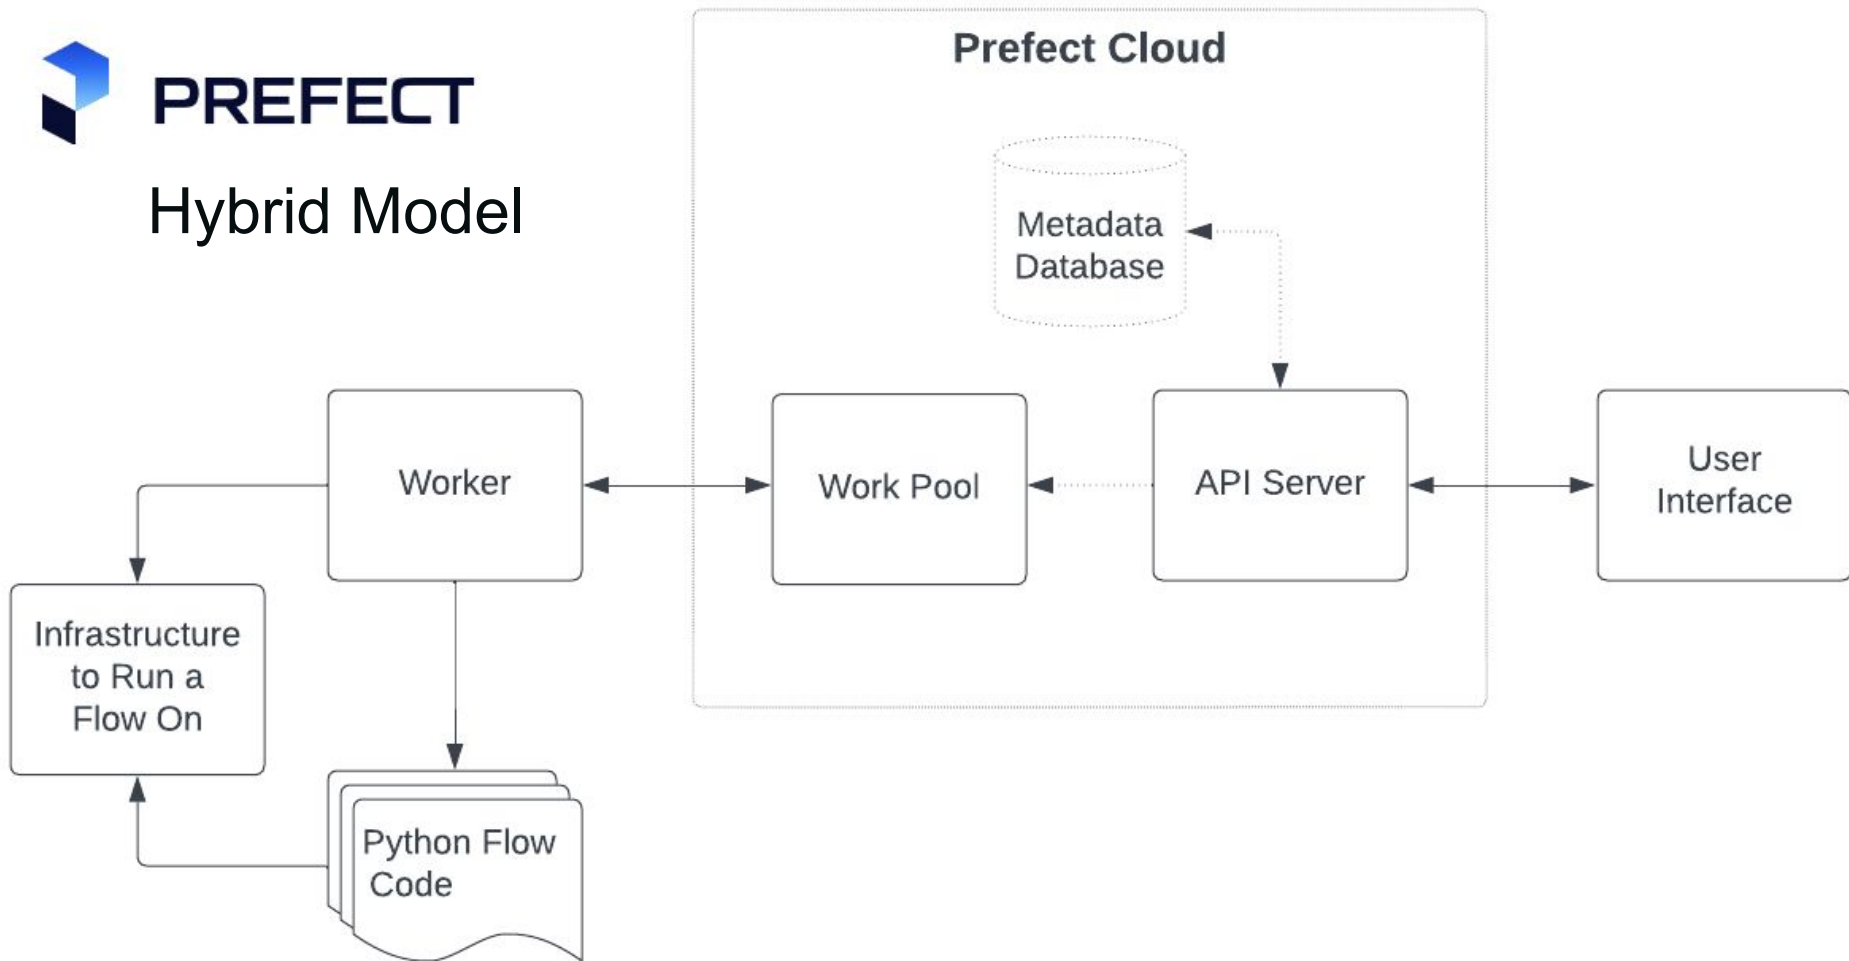 PREFECT
Hybrid Model
Prefect Cloud
Metadata
Database
Worker
Work Pool
API Server
User
Interface
Infrastructure
to Run a
Flow On
Python Flow
Code